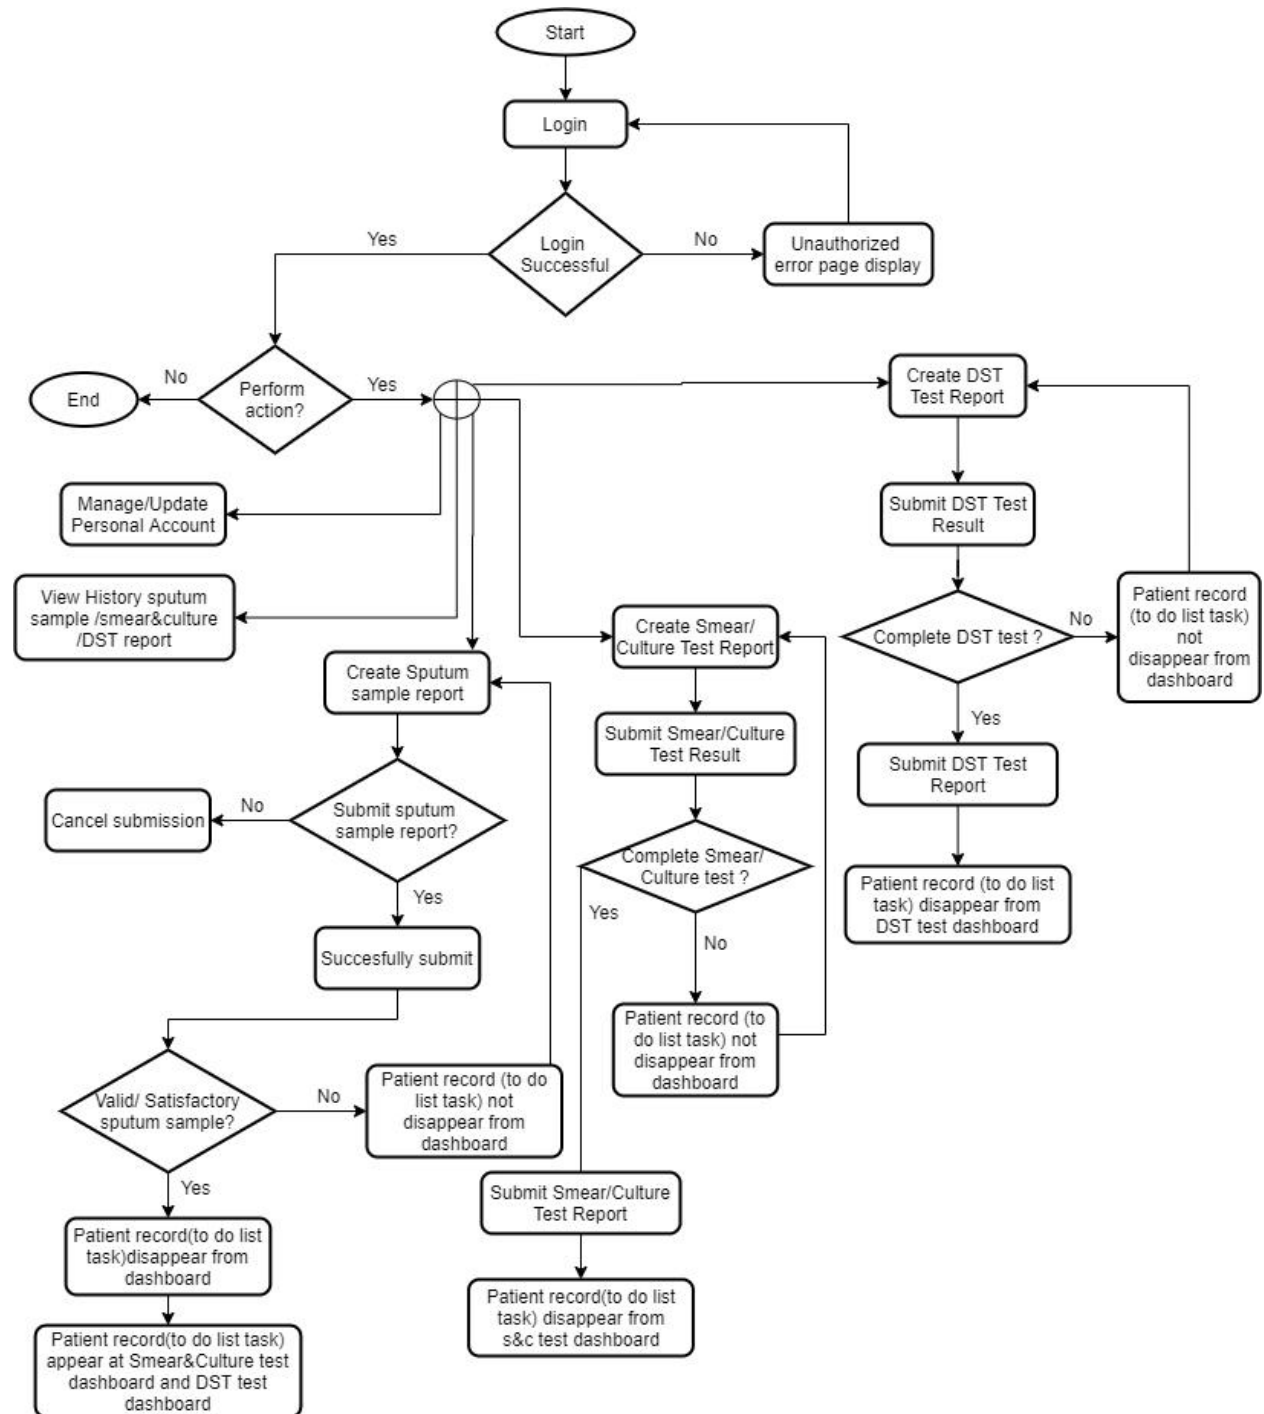 Start
Login
Login
Successful
Yes
No
Unauthorized
error page display
Perform
action?
No
Yes
End
Create DST
Test Report
Manage/Update
Personal Account
Submit DST Test
Result
View History sputum
sample /smear&culture
/DST report
Create Smear/
Culture Test Report
Complete DST test ?
No
Patient record
(to do list task)
not
disappear from
dashboard
Create Sputum
sample report
Yes
Submit Smear/Culture
Test Result
Submit DST Test
Report
Cancel submission
No
Submit sputum
sample report?
Complete Smear/
Culture test ?
Patient record (to do list
task) disappear from
DST test dashboard
Yes
Yes
No
Succesfully submit
Patient record (to
do list task) not
disappear from
dashboard
Valid/ Satisfactory
sputum sample?
No
Patient record (to do
list task) not
disappear from
dashboard
Yes
Submit Smear/Culture
Test Report
Patient record(to do list
task)disappear from
dashboard
Patient record(to do list
task) disappear from
s&c test dashboard
Patient record(to do list task)
appear at Smear&Culture test
dashboard and DST test
dashboard